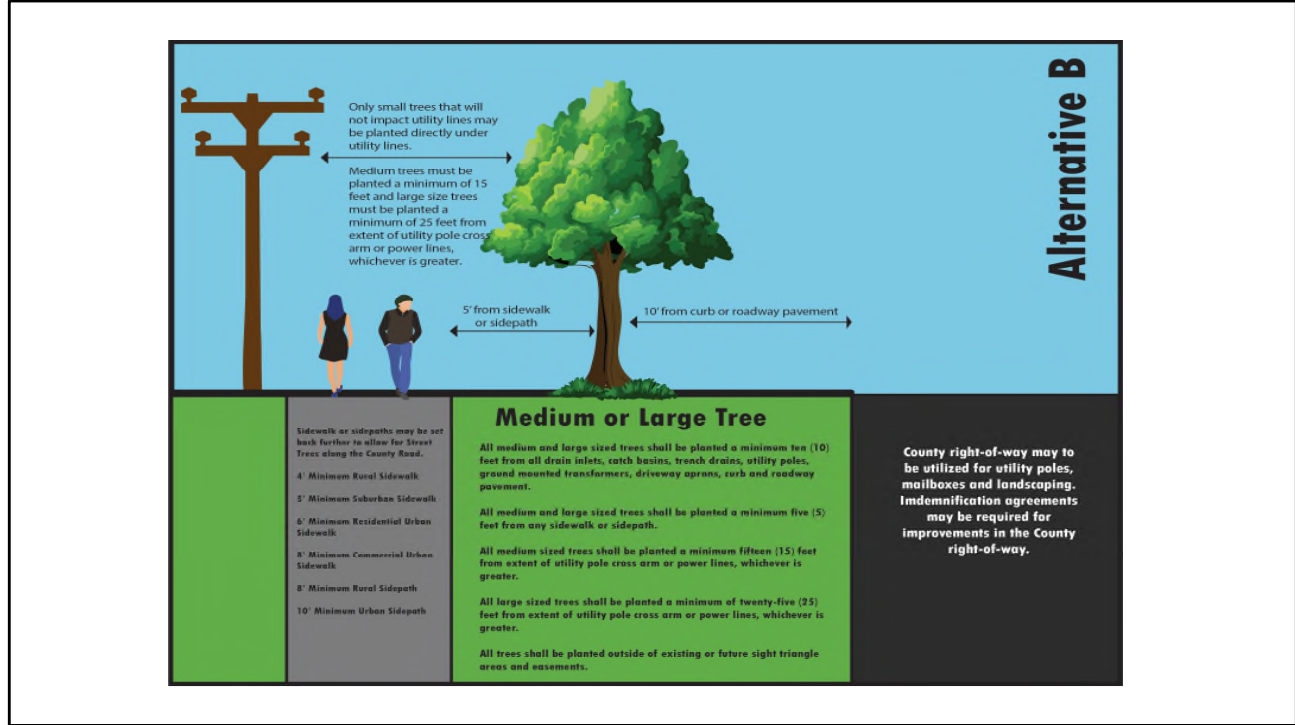 Alternative B
Only small trees that will
not impact utility lines may
be planted directly under
utility lines.
Medium trees must be
planted a minimum of 15
feet and large size trees
must be planted a
minimum of 25 feet from
extent of utility pole cross
arm or power lines,
whichever is greater.
5' from sidewalk
or sidepath
10' from curb or roadway pavement
Sidewalk or sidepaths may be set
back further to allow for Street
Trees along the County Road.
4' Minimum Rural Sidewalk
5' Minimum Suburban Sidewalk
6' Minimum Residential Urban
Sidewalk
8' Minimum Commercial Urban
Sidewalk
8' Minimum Rural Sidepath
10' Minimum Urban Sidepath
Medium or Large Tree
All medium and large sized trees shall be planted a minimum ten (10)
feet from all drain inlets, catch basins, trench drains, utility poles,
ground mounted transformers, driveway aprons, curb and roadway
pavement.
All medium and large sized trees shall be planted a minimum five (5)
feet from any sidewalk or sidepath.
All medium sized trees shall be planted a minimum fifteen (15) feet
from extent of utility pole cross arm or power lines, whichever is
greater.
All large sized trees shall be planted a minimum of twenty-five (25)
feet from extent of utility pole cross arm or power lines, whichever is
greater.
All trees shall be planted outside of existing or future sight triangle
areas and easements.
County right-of-way may to
be utilized for utility poles,
mailboxes and landscaping.
Imdemnification agreements
may be required for
improvements in the County
right-of-way.